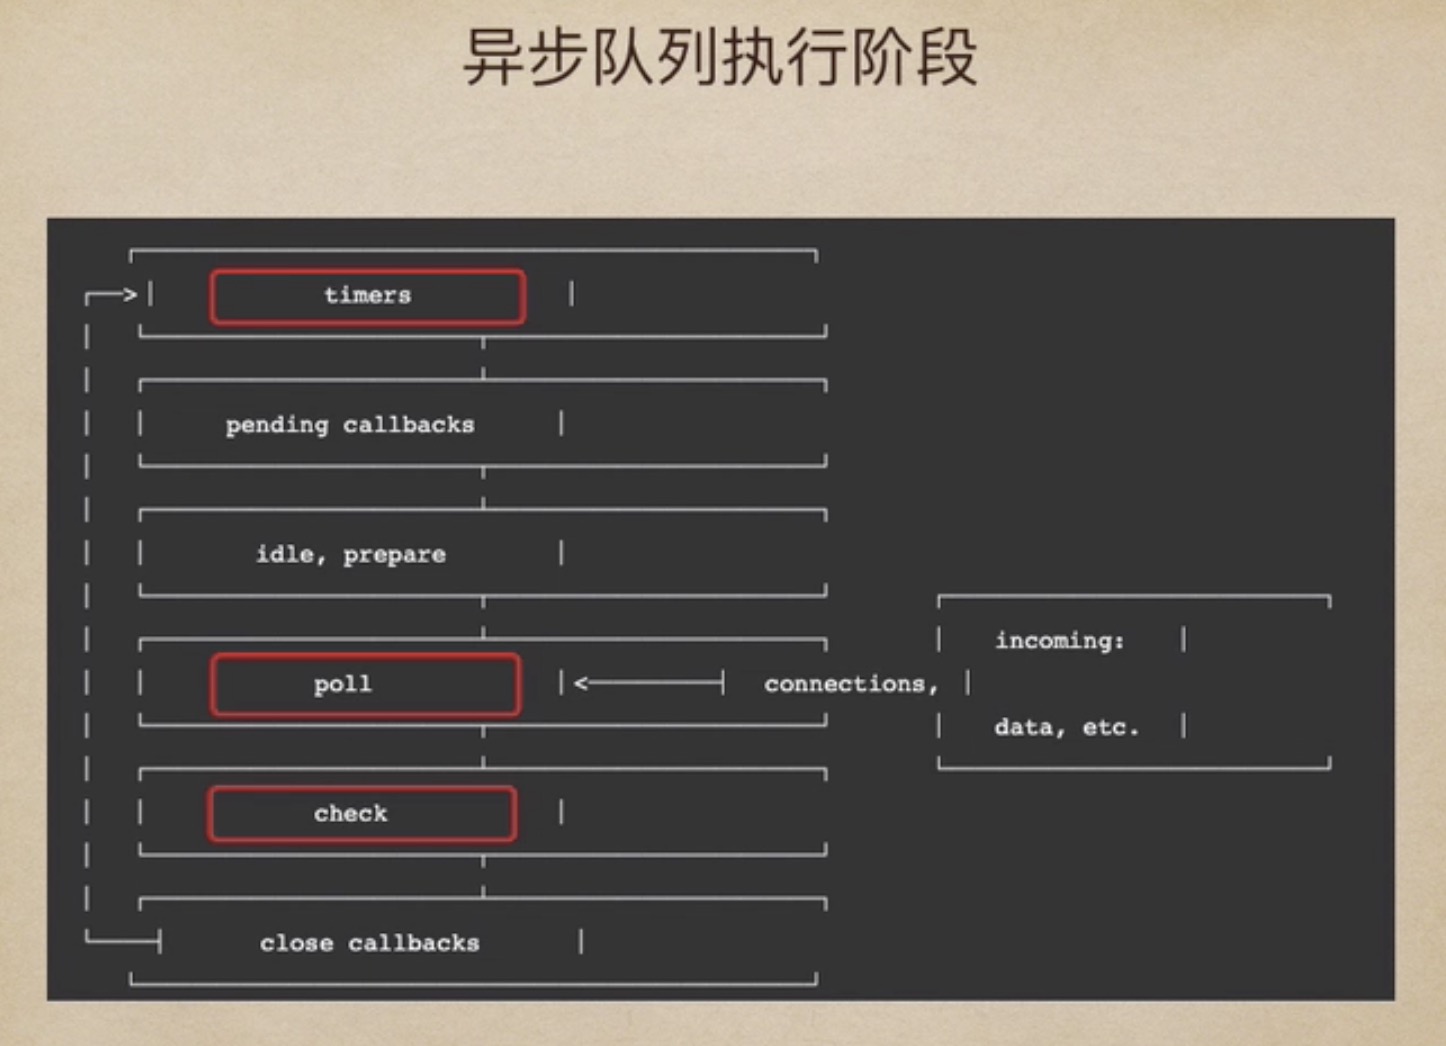 异步队列执行阶段
timers
pending callbacks
idle, prepare
incoming:
poll
connections,
data, etc.
check
close callbacks